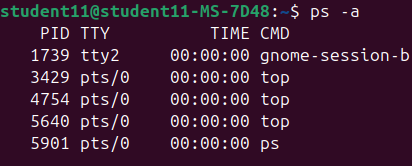 student11@student11-MS-7D48:~$ ps -a
PID TTY TIME CMD
1739 tty2 00:00:00 gnome-session-b
3429 pts/0 00:00:00 top
4754 pts/0 00:00:00 top
5640 pts/0 00:00:00 top
5901 pts/0 00:00:00 ps